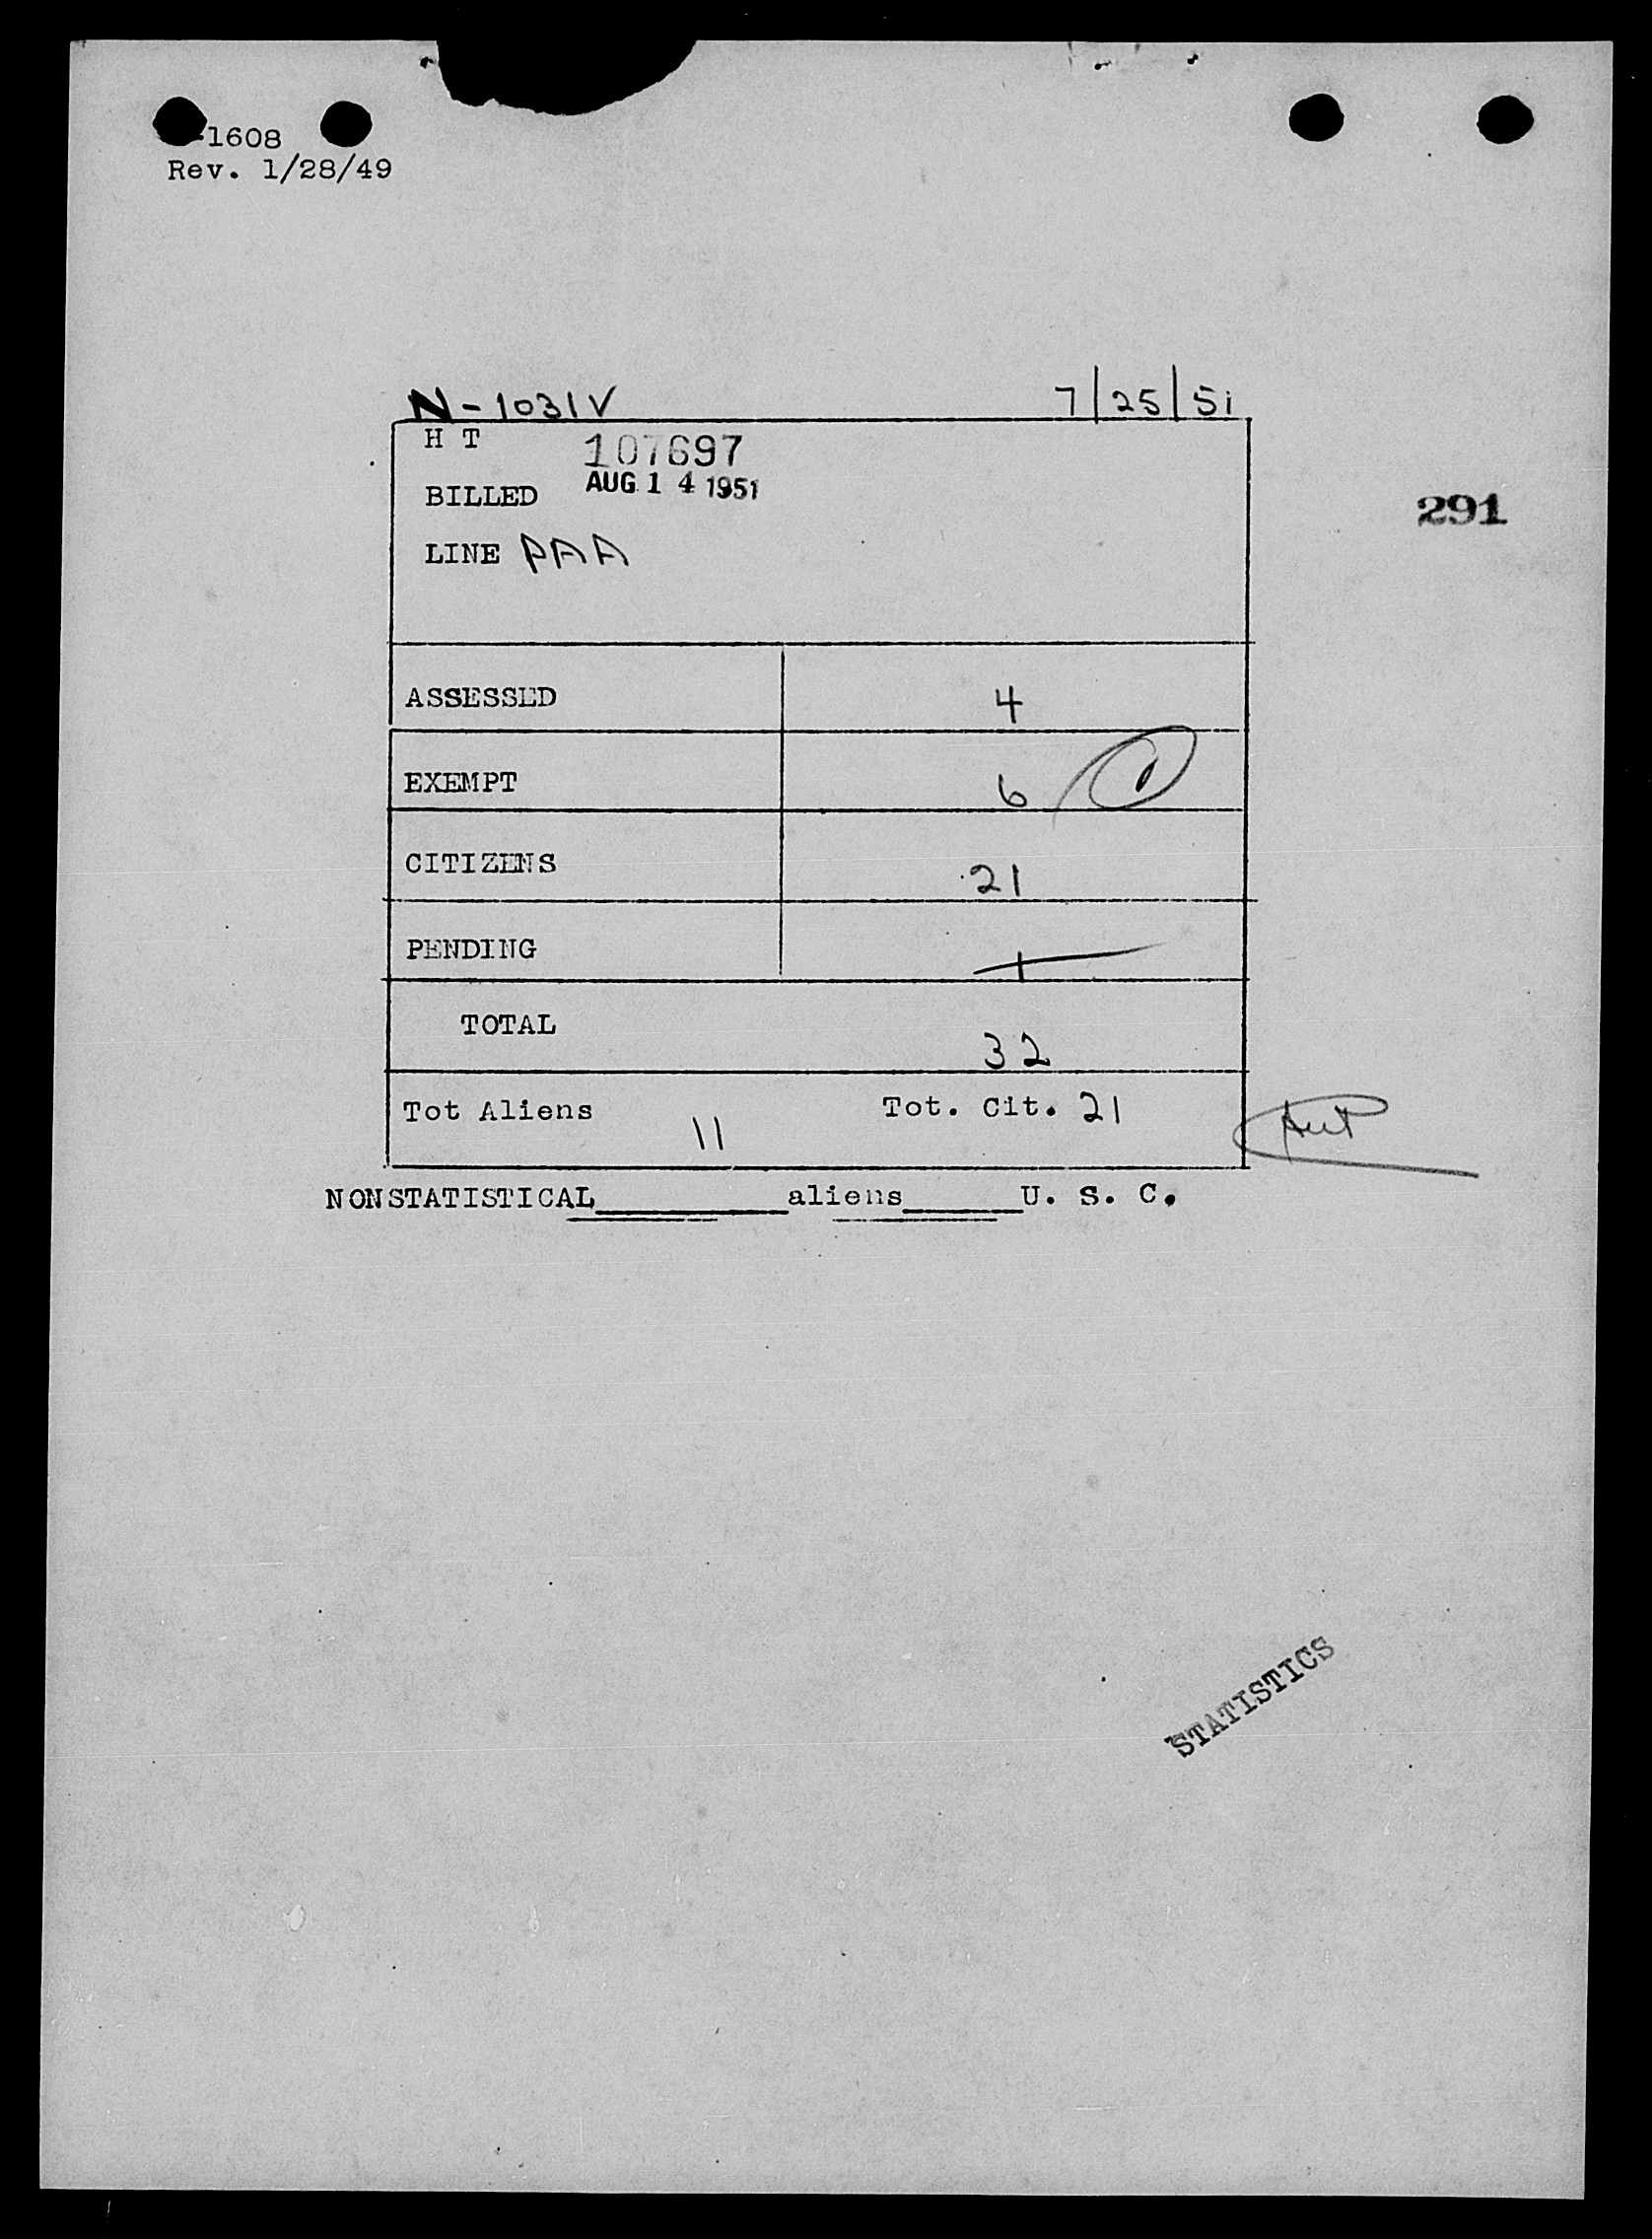 -1608
Rev. 1/28/49
N-1031V 7/25/51
H T 107697
BILLED AUG 14 1951
291
LINE PAA
ASSESSED 4
EXEMPT 6 1
CITIZENS 21
PENDING 1
TOTAL 32
Tot Aliens 11 Tot. Cit. 21
NONSTATISTICAL aliens U. S. C.
STATISTICS